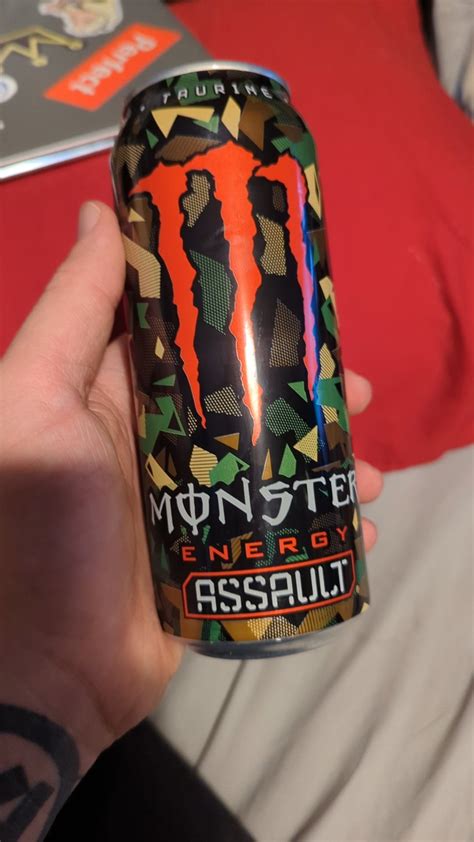 Perfect
TAURINE
MONSTER
ENERGY
ASSAULT